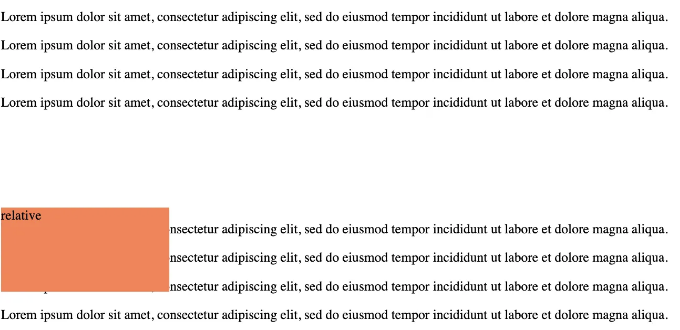 Lorem ipsum dolor sit amet, consectetur adipiscing elit, sed do eiusmod tempor incididunt ut labore et dolore magna aliqua.
Lorem ipsum dolor sit amet, consectetur adipiscing elit, sed do eiusmod tempor incididunt ut labore et dolore magna aliqua.
Lorem ipsum dolor sit amet, consectetur adipiscing elit, sed do eiusmod tempor incididunt ut labore et dolore magna aliqua.
Lorem ipsum dolor sit amet, consectetur adipiscing elit, sed do eiusmod tempor incididunt ut labore et dolore magna aliqua.
relative
nsectetur adipiscing elit, sed do eiusmod tempor incididunt ut labore et dolore magna aliqua.
nsectetur adipiscing elit, sed do eiusmod tempor incididunt ut labore et dolore magna aliqua.
nsectetur adipiscing elit, sed do eiusmod tempor incididunt ut labore et dolore magna aliqua.
Lorem ipsum dolor sit amet, consectetur adipiscing elit, sed do eiusmod tempor incididunt ut labore et dolore magna aliqua.